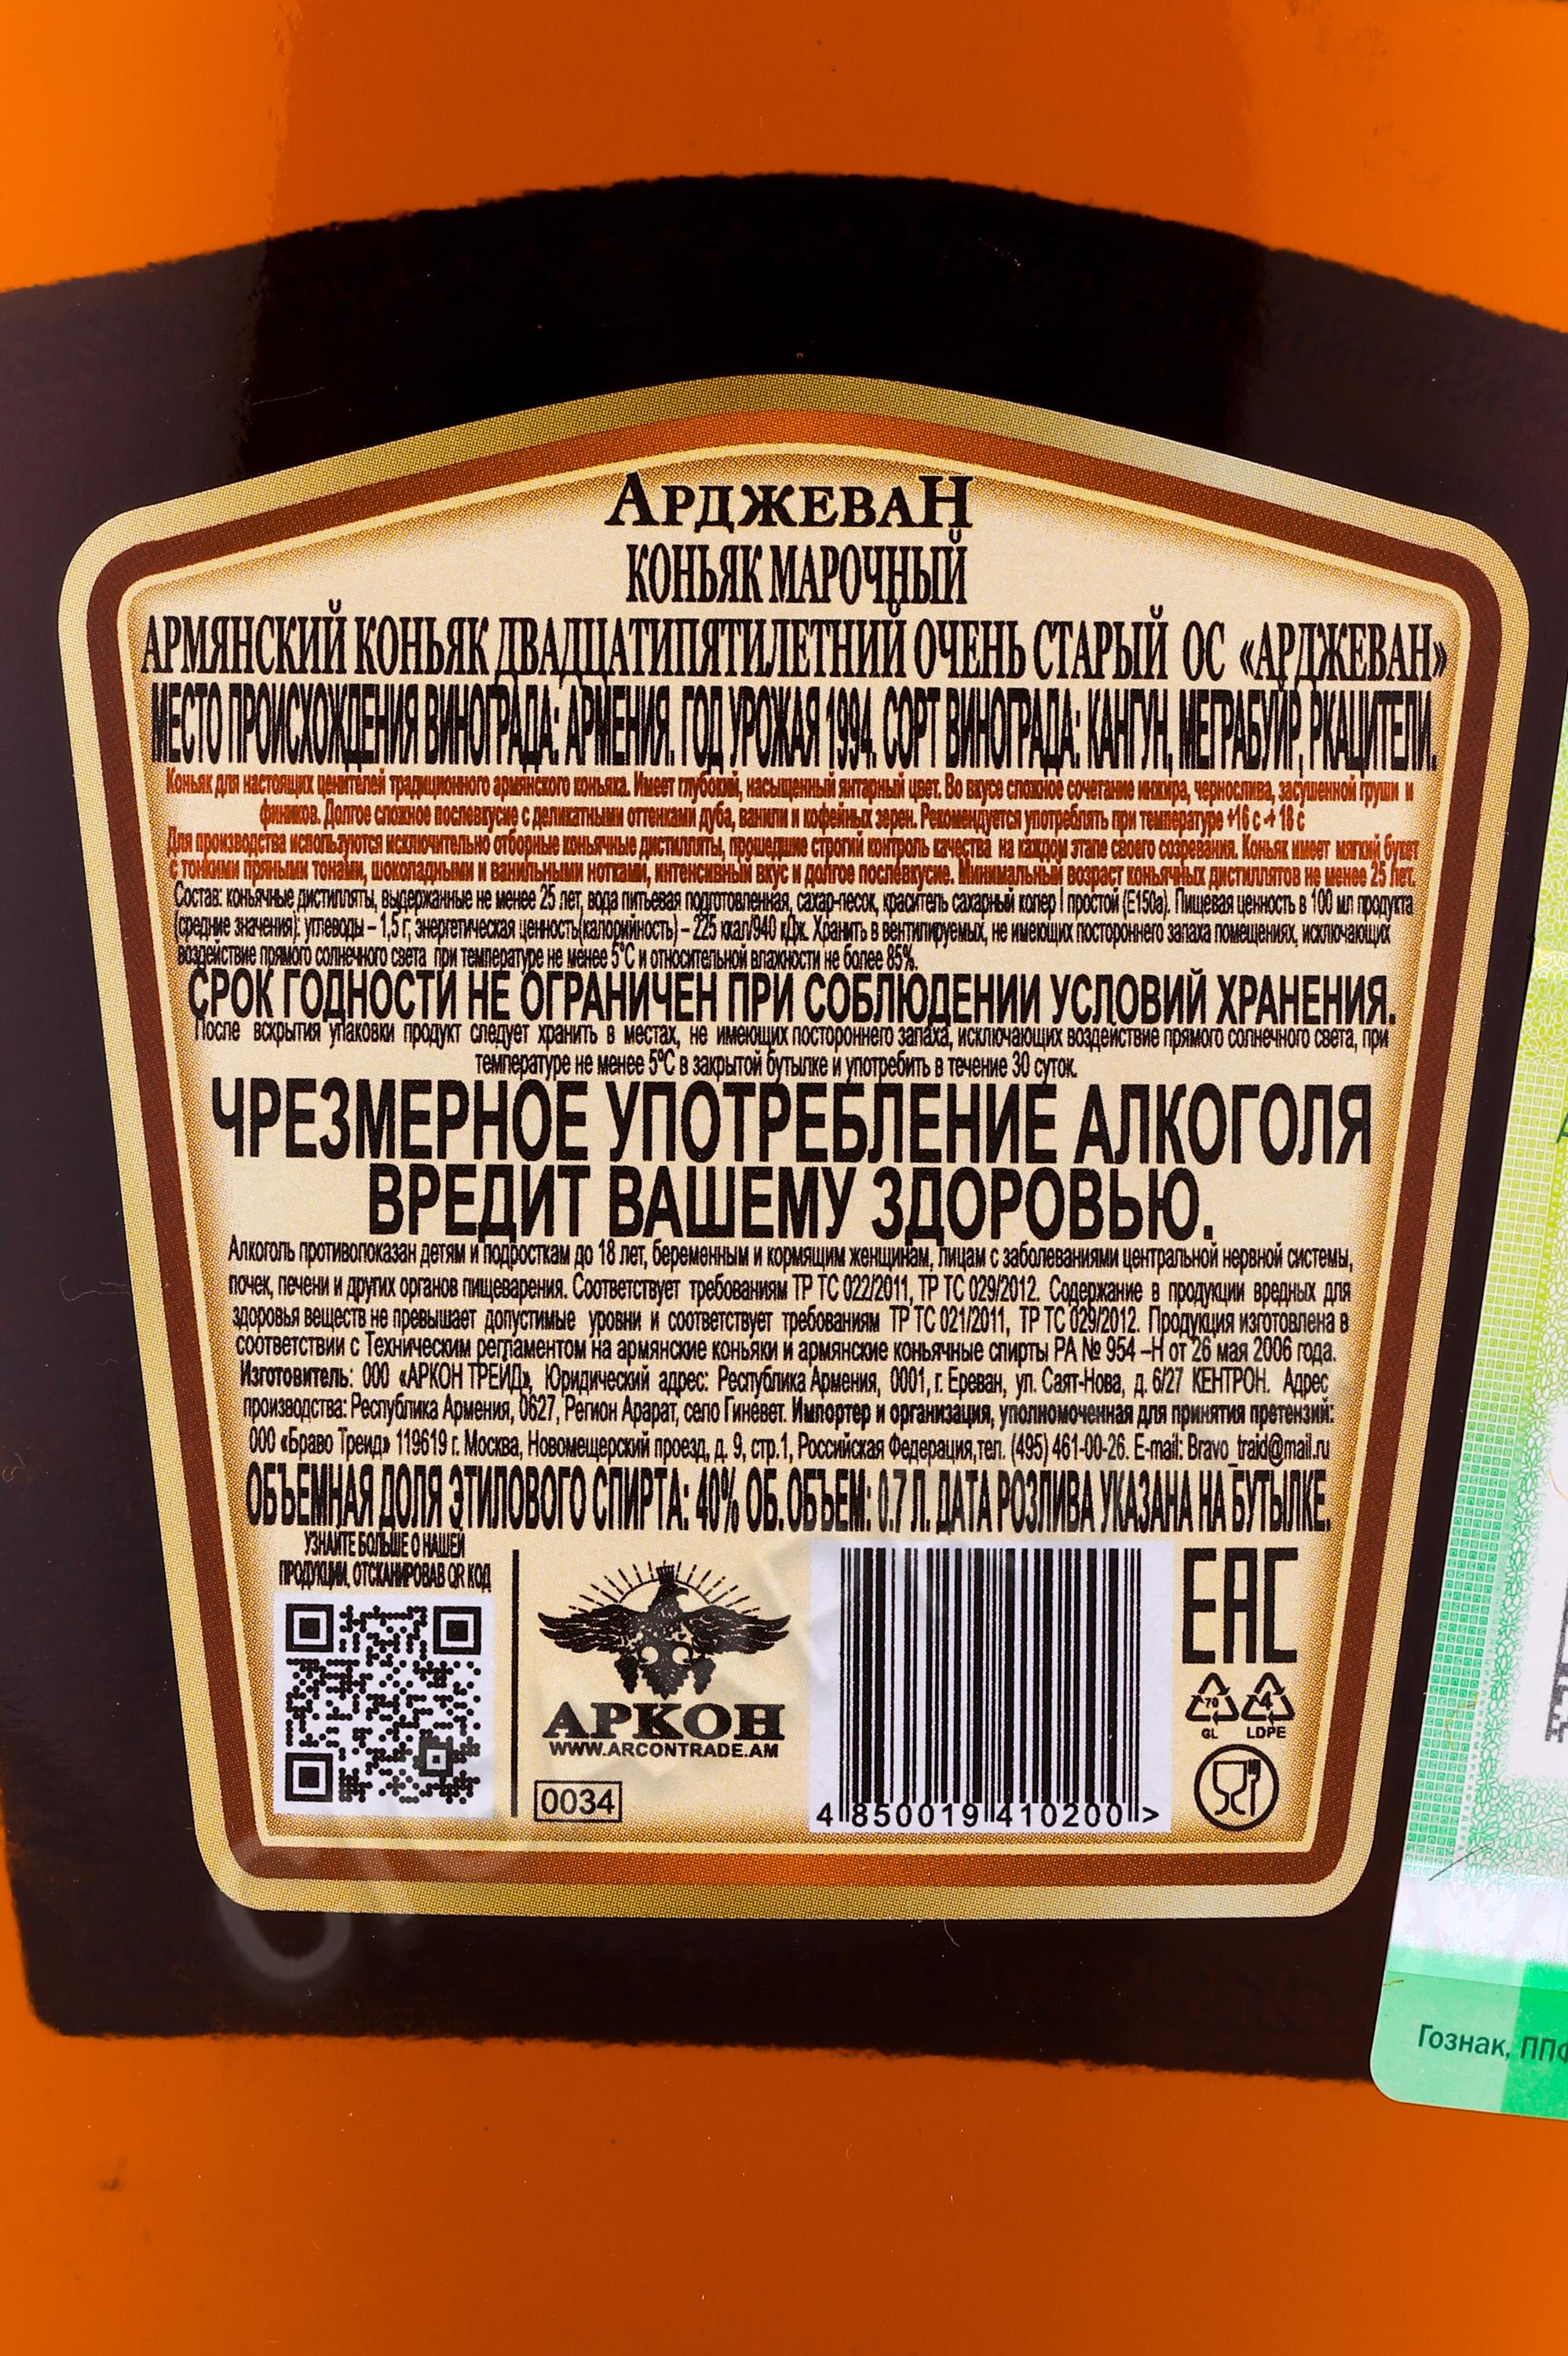 АРДЖЕВАН
КОНЬЯК МАРОЧНЫЙ
АРМЯНСКИЙ КОНЬЯК ДВАДЦАТИПЯТИЛЕТНИЙ ОЧЕНЬ СТАРЫЙ ОС «АРДЖЕВАН»
МЕСТО ПРОИСХОЖДЕНИЯ ВИНОГРАДА: АРМЕНИЯ. ГОД УРОЖАЯ 1994. СОРТ ВИНОГРАДА: КАНГУН, МЕГРАБУЙР, РКАЦИТЕЛИ.
Коньяк для настоящих ценителей традиционного армянского коньяка. Имеет глубокий, насыщенный янтарный цвет. Во вкусе сложное сочетание инжира, чернослива, засушенной груши и
фиников. Долгое сложное послевкусие с деликатными оттенками дуба, ванили и кофейных зерен. Рекомендуется употреблять при температуре +16 с -+ 18 с
Для производства используются исключительно отборные коньячные дистилляты, прошедшие строгий контроль качества на каждом этапе своего созревания. Коньяк имеет мягкий букет
с тонкими пряными тонами, шоколадными и ванильными нотками, интенсивный вкус и долгое послевкусие. Минимальный возраст коньячных дистиллятов не менее 25 лет.
Состав: коньячные дистилляты, выдержанные не менее 25 лет, вода питьевая подготовленная, сахар-песок, краситель сахарный колер I простой (Е150а). Пищевая ценность в 100 мл продукта
(средние значения): углеводы – 1,5 г, энергетическая ценность(калорийность) – 225 ккал/940 кДж. Хранить в вентилируемых, не имеющих постороннего запаха помещениях, исключающих
воздействие прямого солнечного света при температуре не менее 5°С и относительной влажности не более 85%.
СРОК ГОДНОСТИ НЕ ОГРАНИЧЕН ПРИ СОБЛЮДЕНИИ УСЛОВИЙ ХРАНЕНИЯ.
После вскрытия упаковки продукт следует хранить в местах, не имеющих постороннего запаха, исключающих воздействие прямого солнечного света, при
температуре не менее 5°С в закрытой бутылке и употребить в течение 30 суток.
ЧРЕЗМЕРНОЕ УПОТРЕБЛЕНИЕ АЛКОГОЛЯ
ВРЕДИТ ВАШЕМУ ЗДОРОВЬЮ.
Алкоголь противопоказан детям и подросткам до 18 лет, беременным и кормящим женщинам, лицам с заболеваниями центральной нервной системы,
почек, печени и других органов пищеварения. Соответствует требованиям ТР ТС 022/2011, ТР ТС 029/2012. Содержание в продукции вредных для
здоровья веществ не превышает допустимые уровни и соответствует требованиям ТР ТС 021/2011, ТР ТС 029/2012. Продукция изготовлена в
соответствии с Техническим регламентом на армянские коньяки и армянские коньячные спирты РА № 954 –Н от 26 мая 2006 года.
Изготовитель: ООО «АРКОН ТРЕЙД», Юридический адрес: Республика Армения, 0001, г. Ереван, ул. Саят-Нова, д. 6/27 КЕНТРОН. Адрес
производства: Республика Армения, 0627, Регион Арарат, село Гиневет. Импортер и организация, уполномоченная для принятия претензий:
ООО «Браво Треид» 119619 г. Москва, Новомещерский проезд, д. 9, стр.1, Российская Федерация,тел. (495) 461-00-26. E-mail: Bravo_traid@mail.ru
ОБЪЕМНАЯ ДОЛЯ ЭТИЛОВОГО СПИРТА: 40% ОБ. ОБЪЕМ: 0.7 Л. ДАТА РОЗЛИВА УКАЗАНА НА БУТЫЛКЕ.
УЗНАЙТЕ БОЛЬШЕ О НАШЕЙ
ПРОДУКЦИИ, ОТСКАНИРОВАВ QR КОД
АРКОН
WWW.ARCONTRADE.AM
0034
4 850019 410200 >
EAC
70 4
GL LDPE
Гознак, ППФ